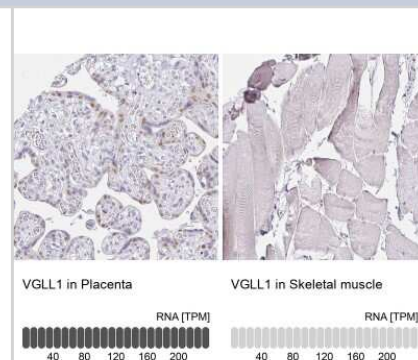 VGLL1 in Placenta
VGLL1 in Skeletal muscle
RNA [TPM]
RNA [TPM]
40 80 120 160 200
40 80 120 160 200